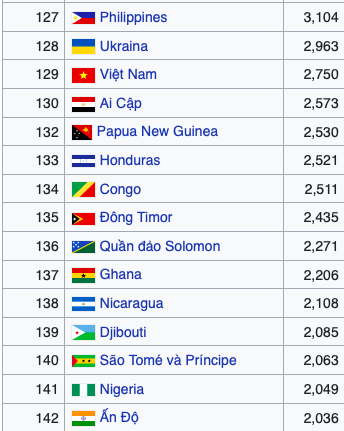 127 Philippines 3,104
128 Ukraina 2,963
129 Việt Nam 2,750
130 Ai Cập 2,573
132 Papua New Guinea 2,530
133 Honduras 2,521
134 Congo 2,511
135 Đông Timor 2,435
136 Quần đảo Solomon 2,271
137 Ghana 2,206
138 Nicaragua 2,108
139 Djibouti 2,085
140 São Tomé và Príncipe 2,063
141 Nigeria 2,049
142 Ấn Độ 2,036